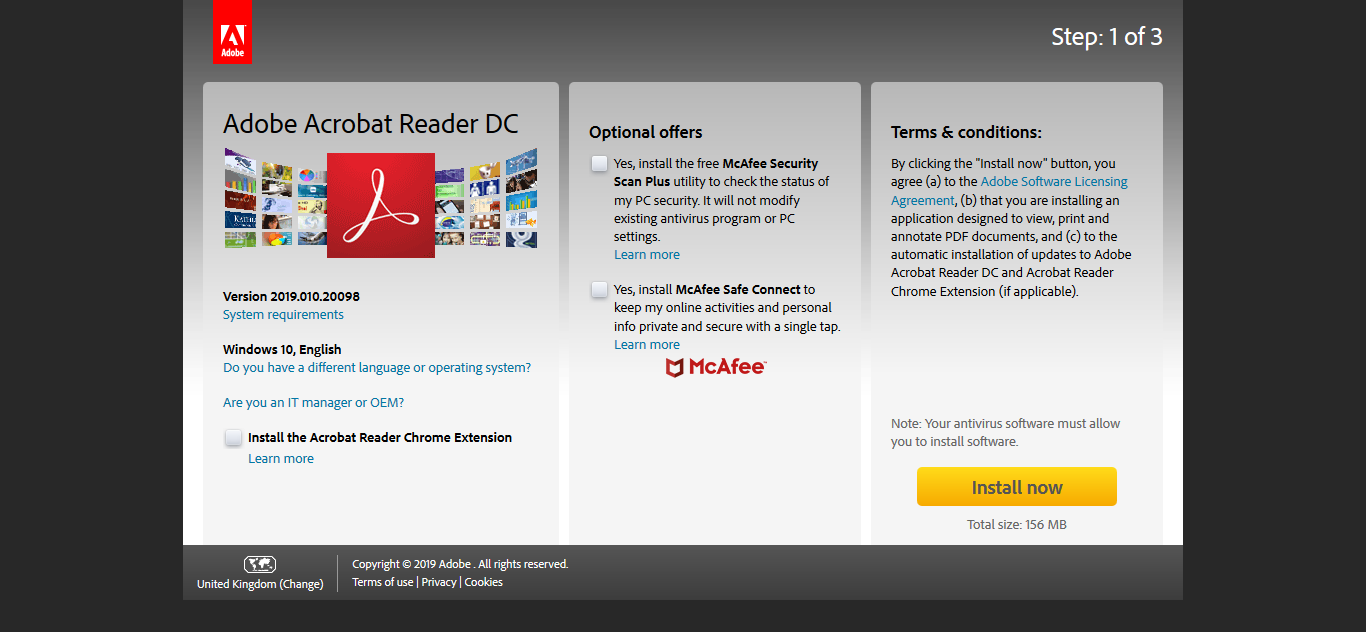 Adobe
Step: 1 of 3
Adobe Acrobat Reader DC
Version 2019.010.20098
System requirements
Windows 10, English
Do you have a different language or operating system?
Are you an IT manager or OEM?
Install the Acrobat Reader Chrome Extension
Learn more
Optional offers
Yes, install the free McAfee Security
Scan Plus utility to check the status of
my PC security. It will not modify
existing antivirus program or PC
settings.
Learn more
Yes, install McAfee Safe Connect to
keep my online activities and personal
info private and secure with a single tap.
Learn more
McAfee™
Terms & conditions:
By clicking the "Install now" button, you
agree (a) to the Adobe Software Licensing
Agreement, (b) that you are installing an
application designed to view, print and
annotate PDF documents, and (c) to the
automatic installation of updates to Adobe
Acrobat Reader DC and Acrobat Reader
Chrome Extension (if applicable).
Note: Your antivirus software must allow
you to install software.
Install now
Total size: 156 MB
United Kingdom (Change)
Copyright © 2019 Adobe . All rights reserved.
Terms of use | Privacy | Cookies